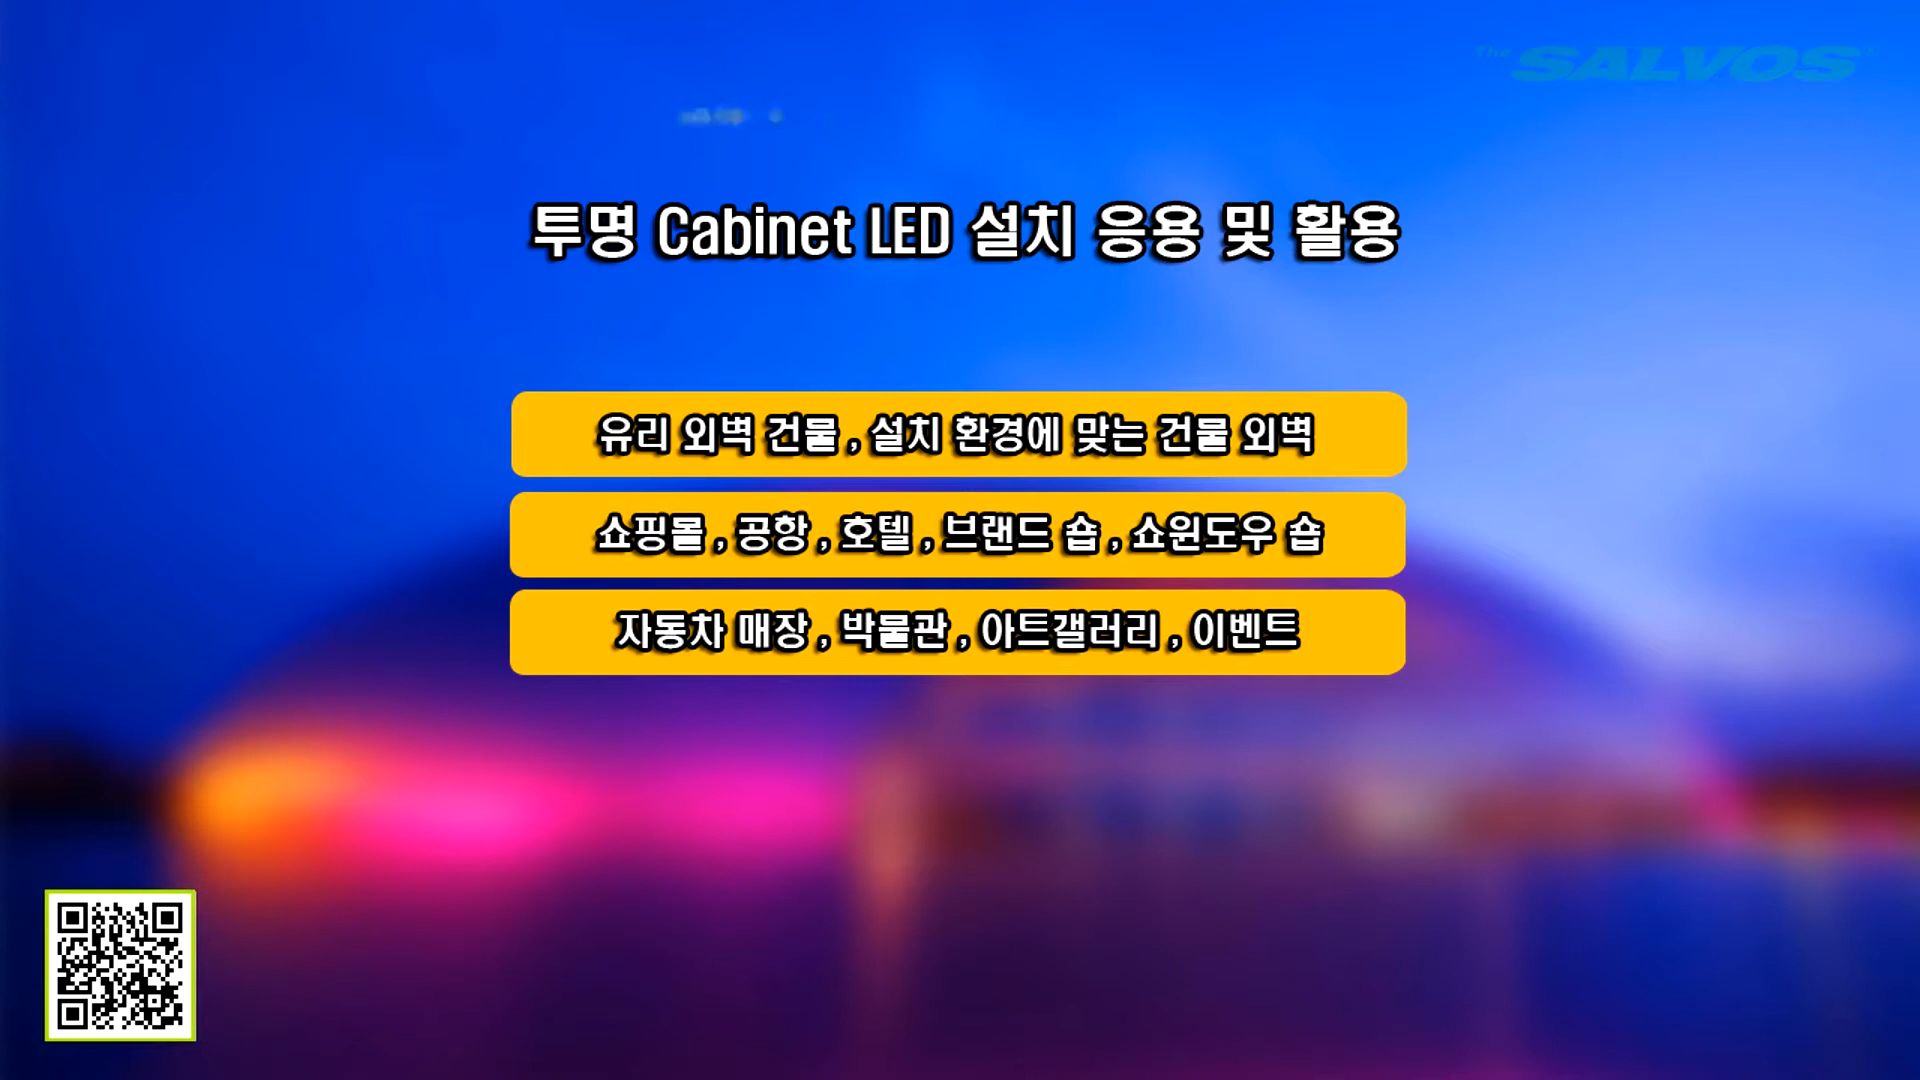 The SALVOS
투명 Cabinet LED 설치 응용 및 활용
유리 외벽 건물 , 설치 환경에 맞는 건물 외벽
쇼핑몰 , 공항 , 호텔 , 브랜드 숍 , 쇼윈도우 숍
자동차 매장 , 박물관 , 아트갤러리 , 이벤트